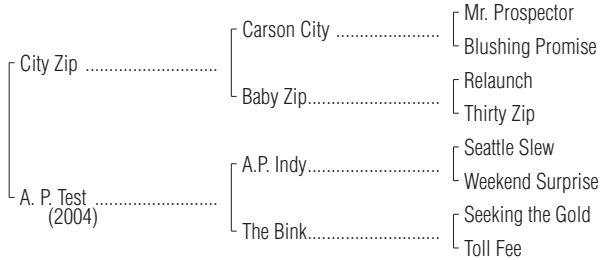 Mr. Prospector
Carson City ..................
Blushing Promise
City Zip ..........................
Relaunch
Baby Zip.......................
Thirty Zip
Seattle Slew
A.P. Indy.......................
Weekend Surprise
A. P. Test ........................
(2004)
Seeking the Gold
The Bink.......................
Toll Fee